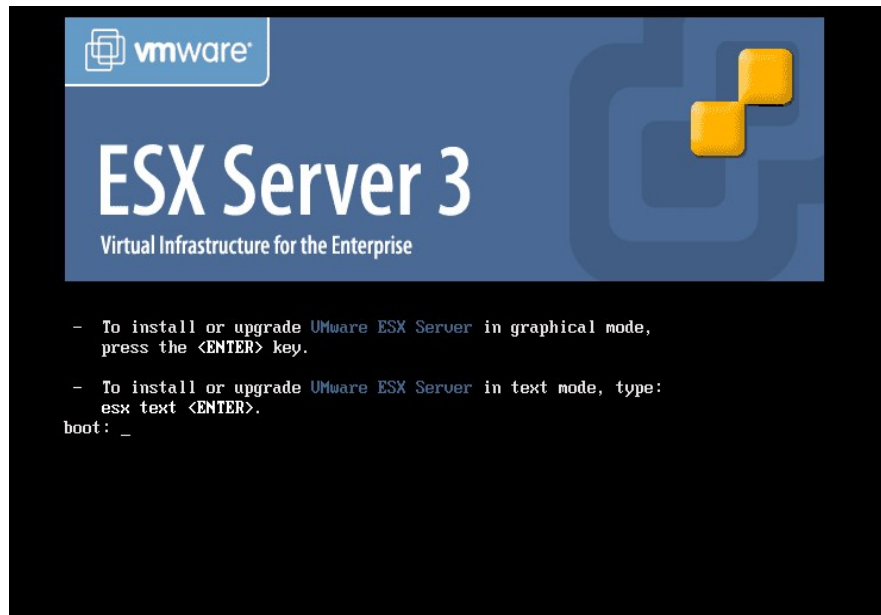 vmware
ESX Server 3
Virtual Infrastructure for the Enterprise
- To install or upgrade VMware ESX Server in graphical mode,
press the <ENTER> key.
- To install or upgrade VMware ESX Server in text mode, type:
esx text <ENTER>.
boot: _